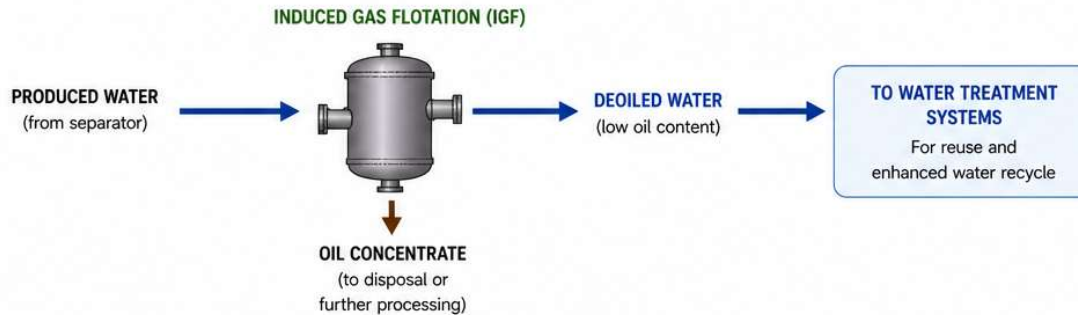 INDUCED GAS FLOTATION (IGF)
PRODUCED WATER
(from separator)
DEOILED WATER
(low oil content)
TO WATER TREATMENT
SYSTEMS
For reuse and
enhanced water recycle
OIL CONCENTRATE
(to disposal or
further processing)